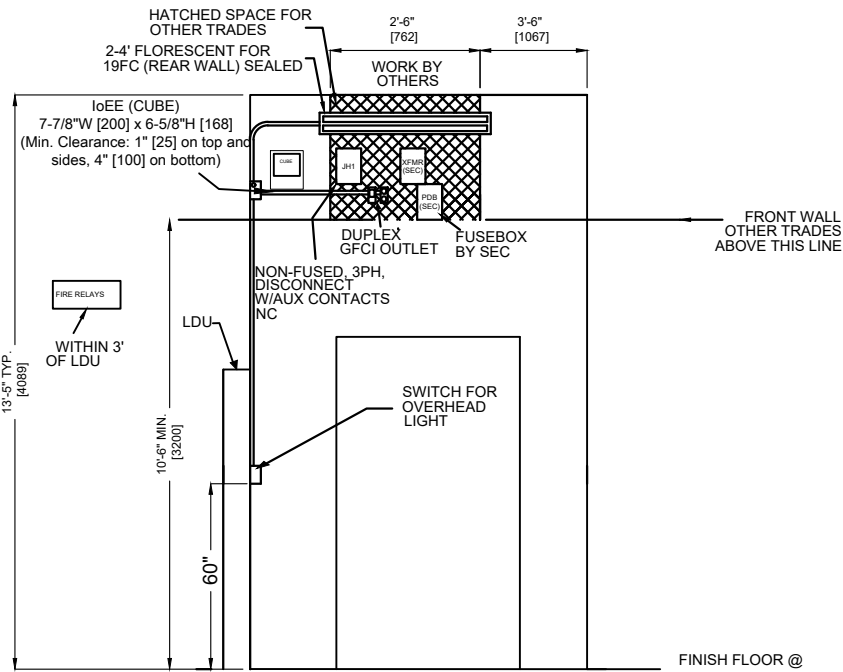 HATCHED SPACE FOR
OTHER TRADES
2'-6"
[762]
3'-6"
[1067]
2-4' FLORESCENT FOR
19FC (REAR WALL) SEALED
WORK BY
OTHERS
IoEE (CUBE)
7-7/8"W [200] x 6-5/8"H [168]
(Min. Clearance: 1" [25] on top and
sides, 4" [100] on bottom)
CUBE
JH1
XFMR
(SEC)
PDB
(SEC)
DUPLEX
GFCI OUTLET
FUSEBOX
BY SEC
FRONT WALL
OTHER TRADES
ABOVE THIS LINE
NON-FUSED, 3PH,
DISCONNECT
W/AUX CONTACTS
NC
FIRE RELAYS
WITHIN 3'
OF LDU
LDU
13'-5" TYP.
[4089]
10'-6" MIN.
[3200]
SWITCH FOR
OVERHEAD
LIGHT
60"
FINISH FLOOR @